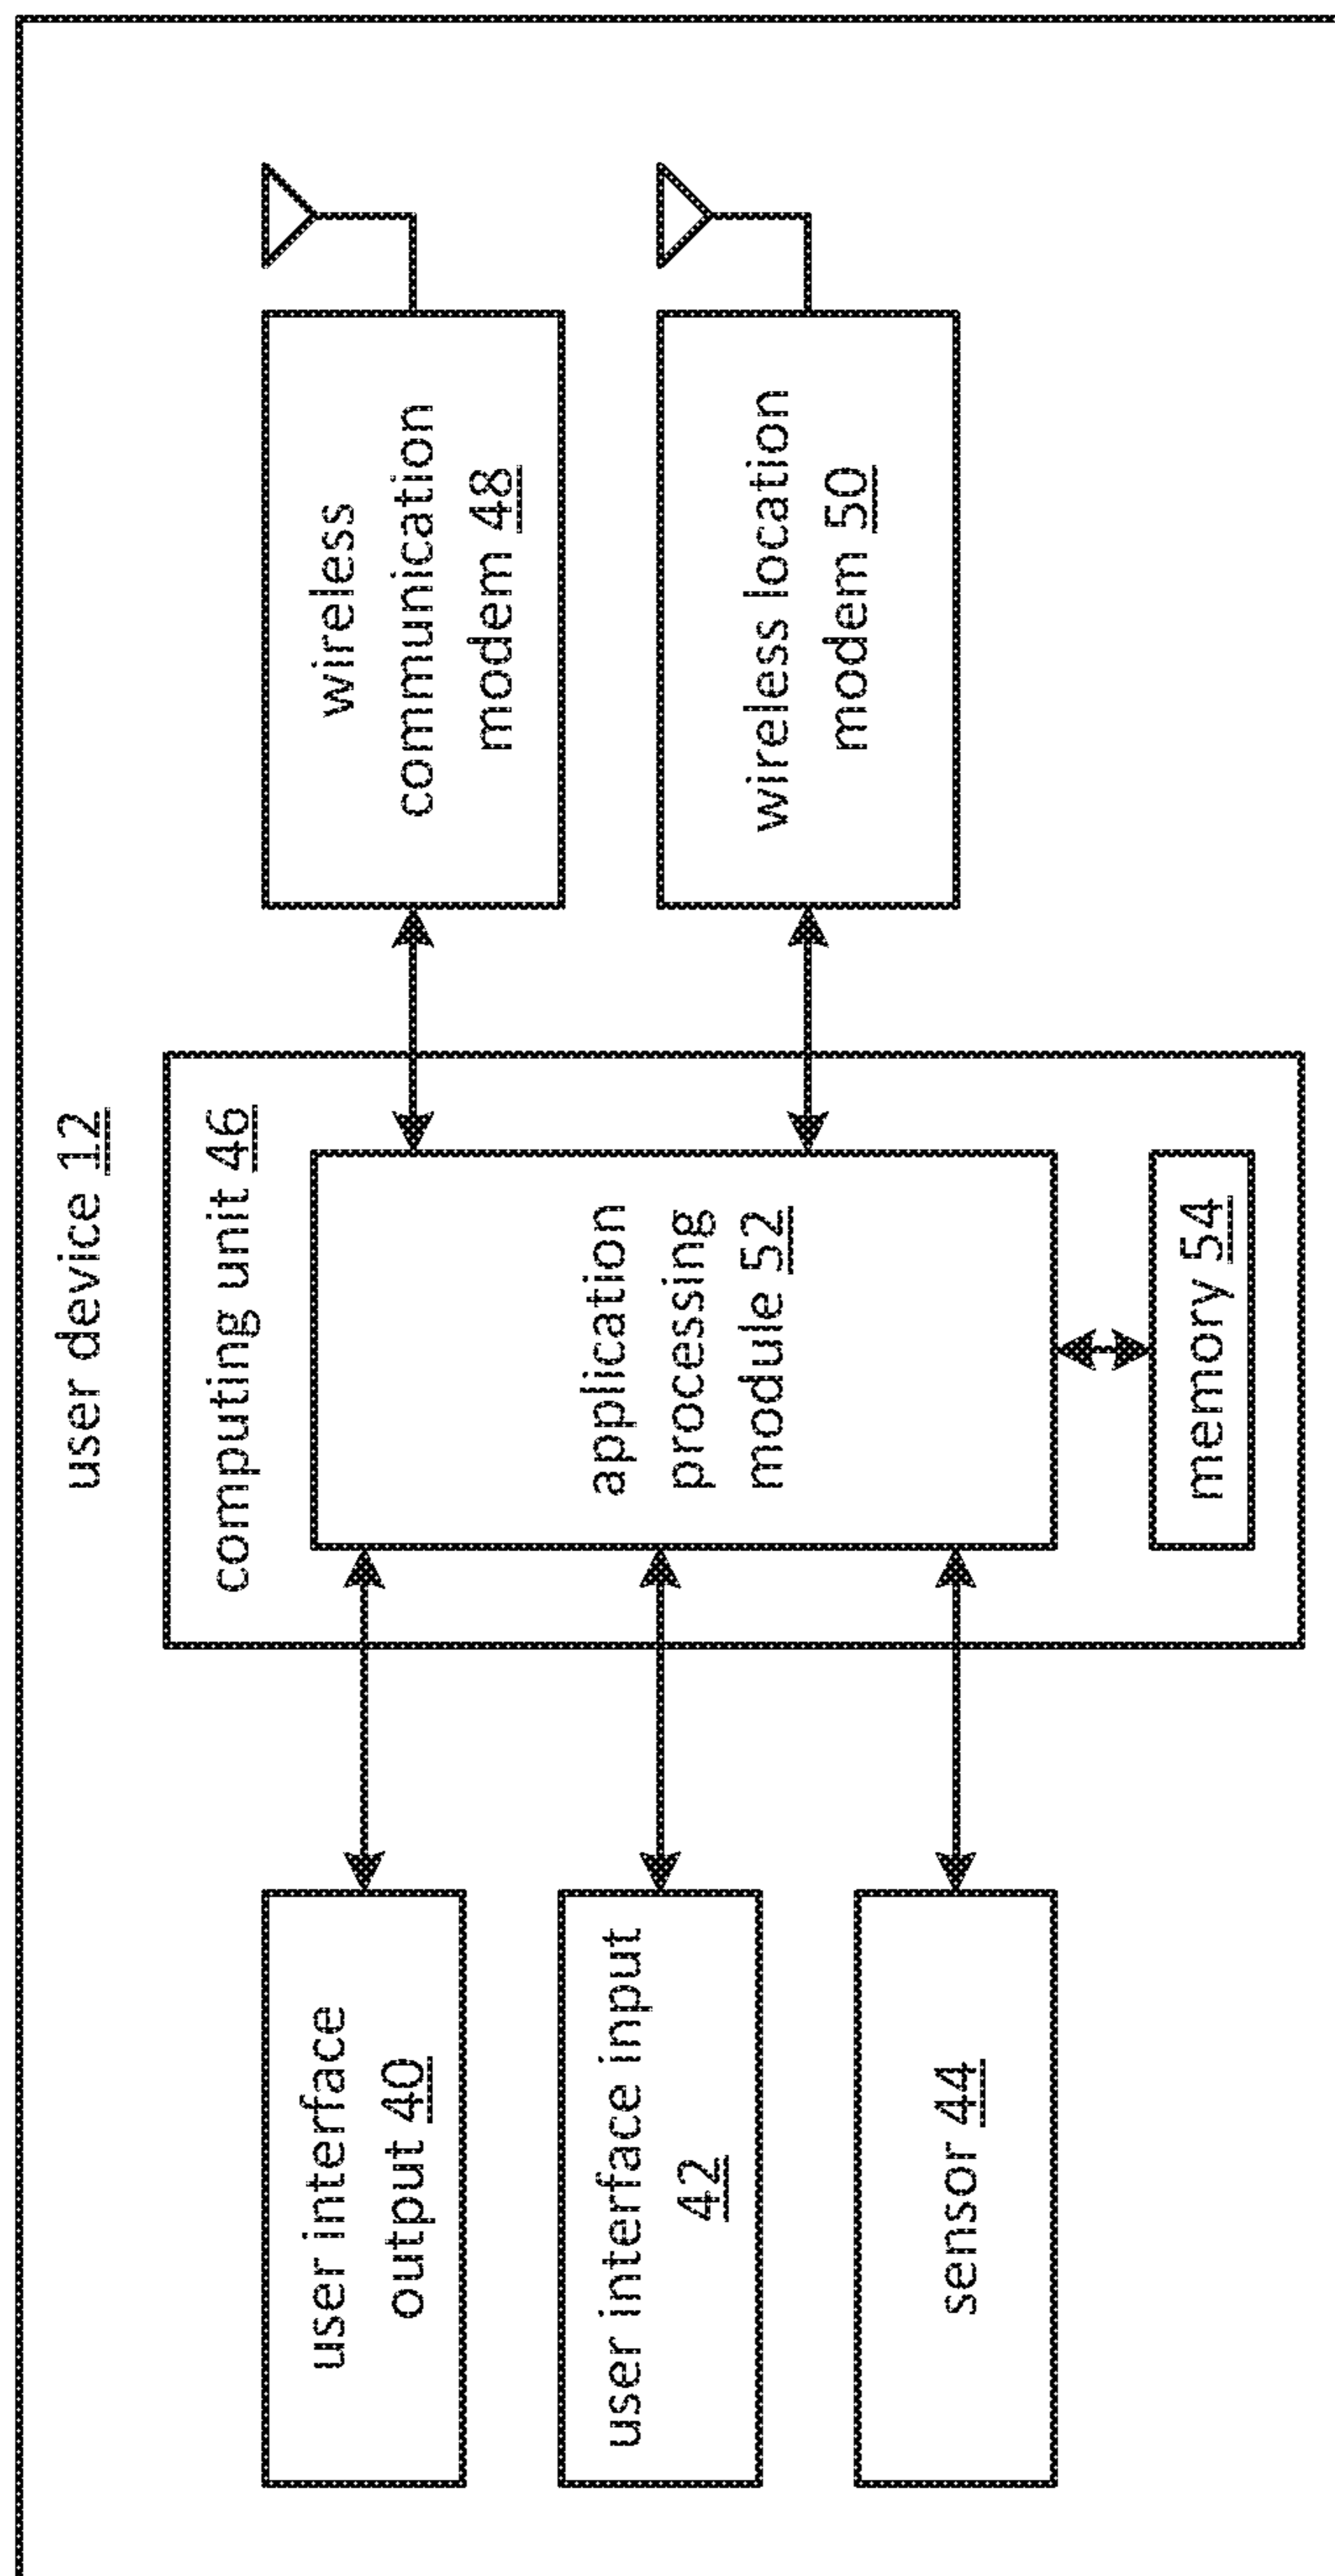 user device 12
computing unit 46
user interface
output 40
user interface input
42
sensor 44
application
processing
module 52
memory 54
wireless
communication
modem 48
wireless location
modem 50